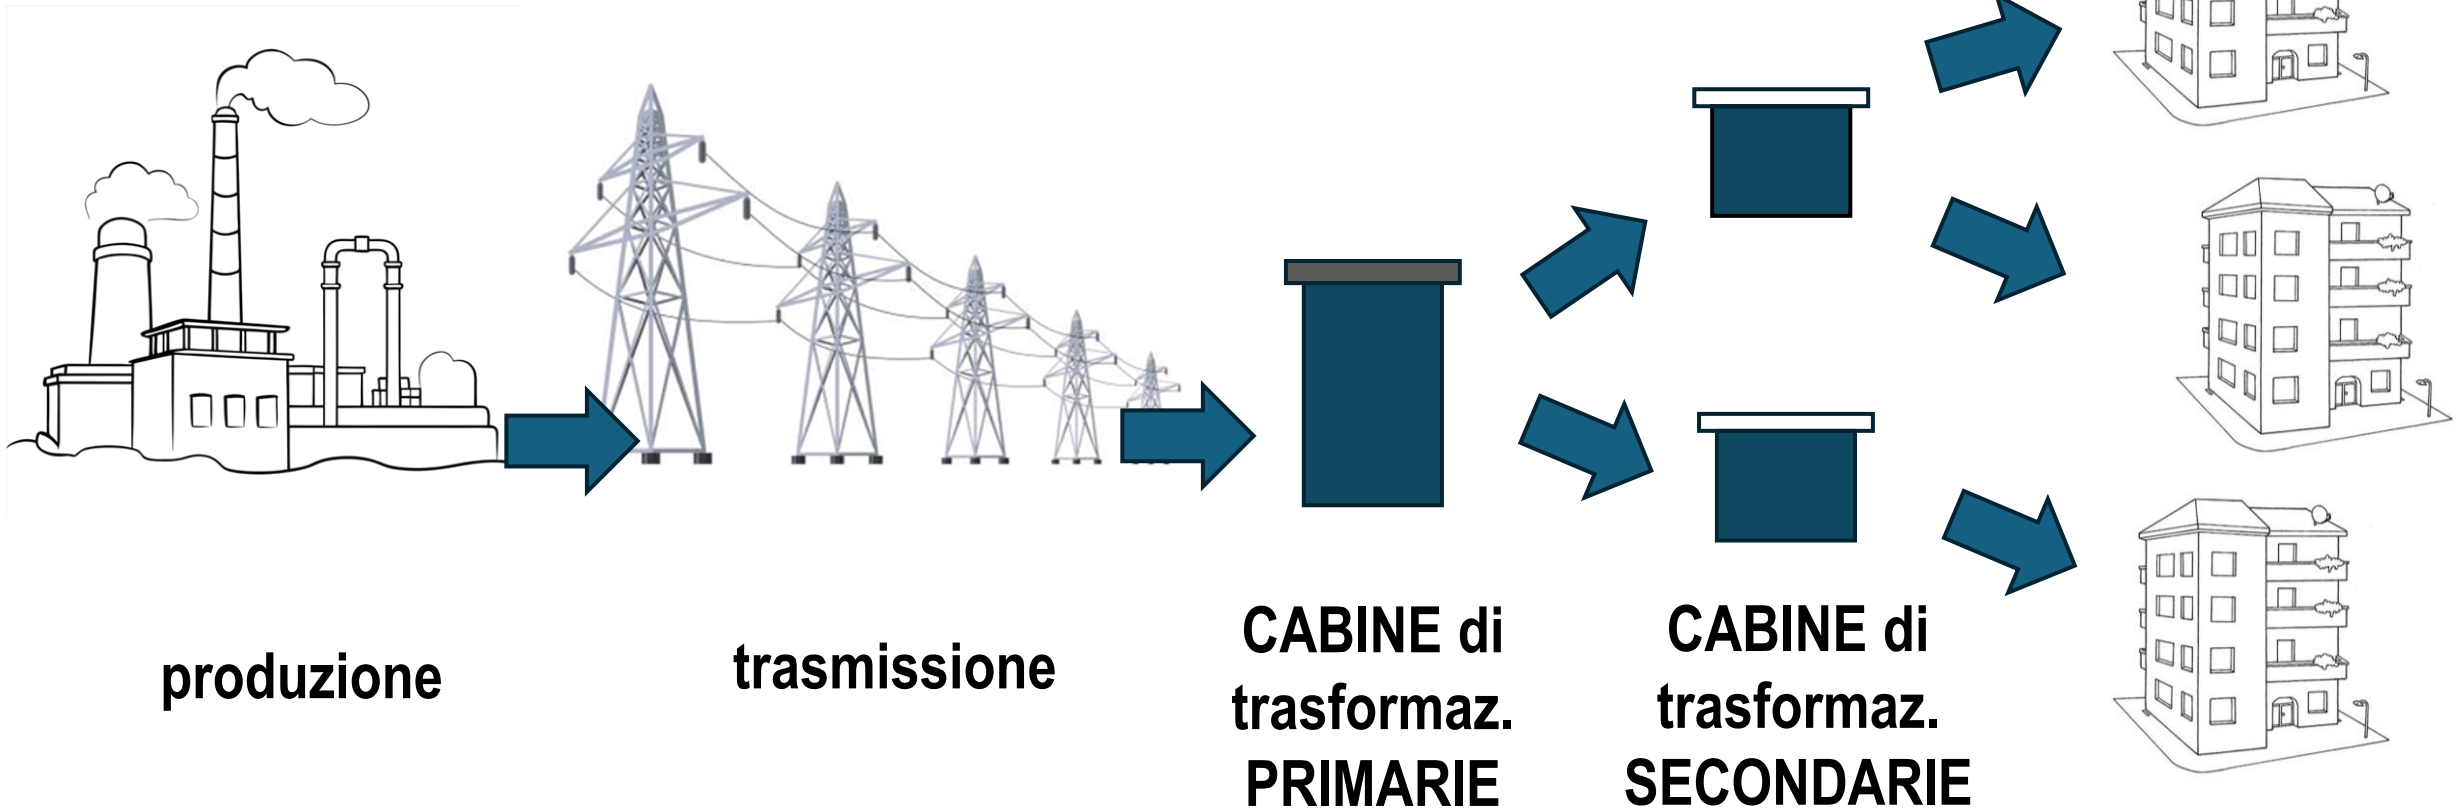 produzione
trasmissione
CABINE di
trasformaz.
PRIMARIE
CABINE di
trasformaz.
SECONDARIE